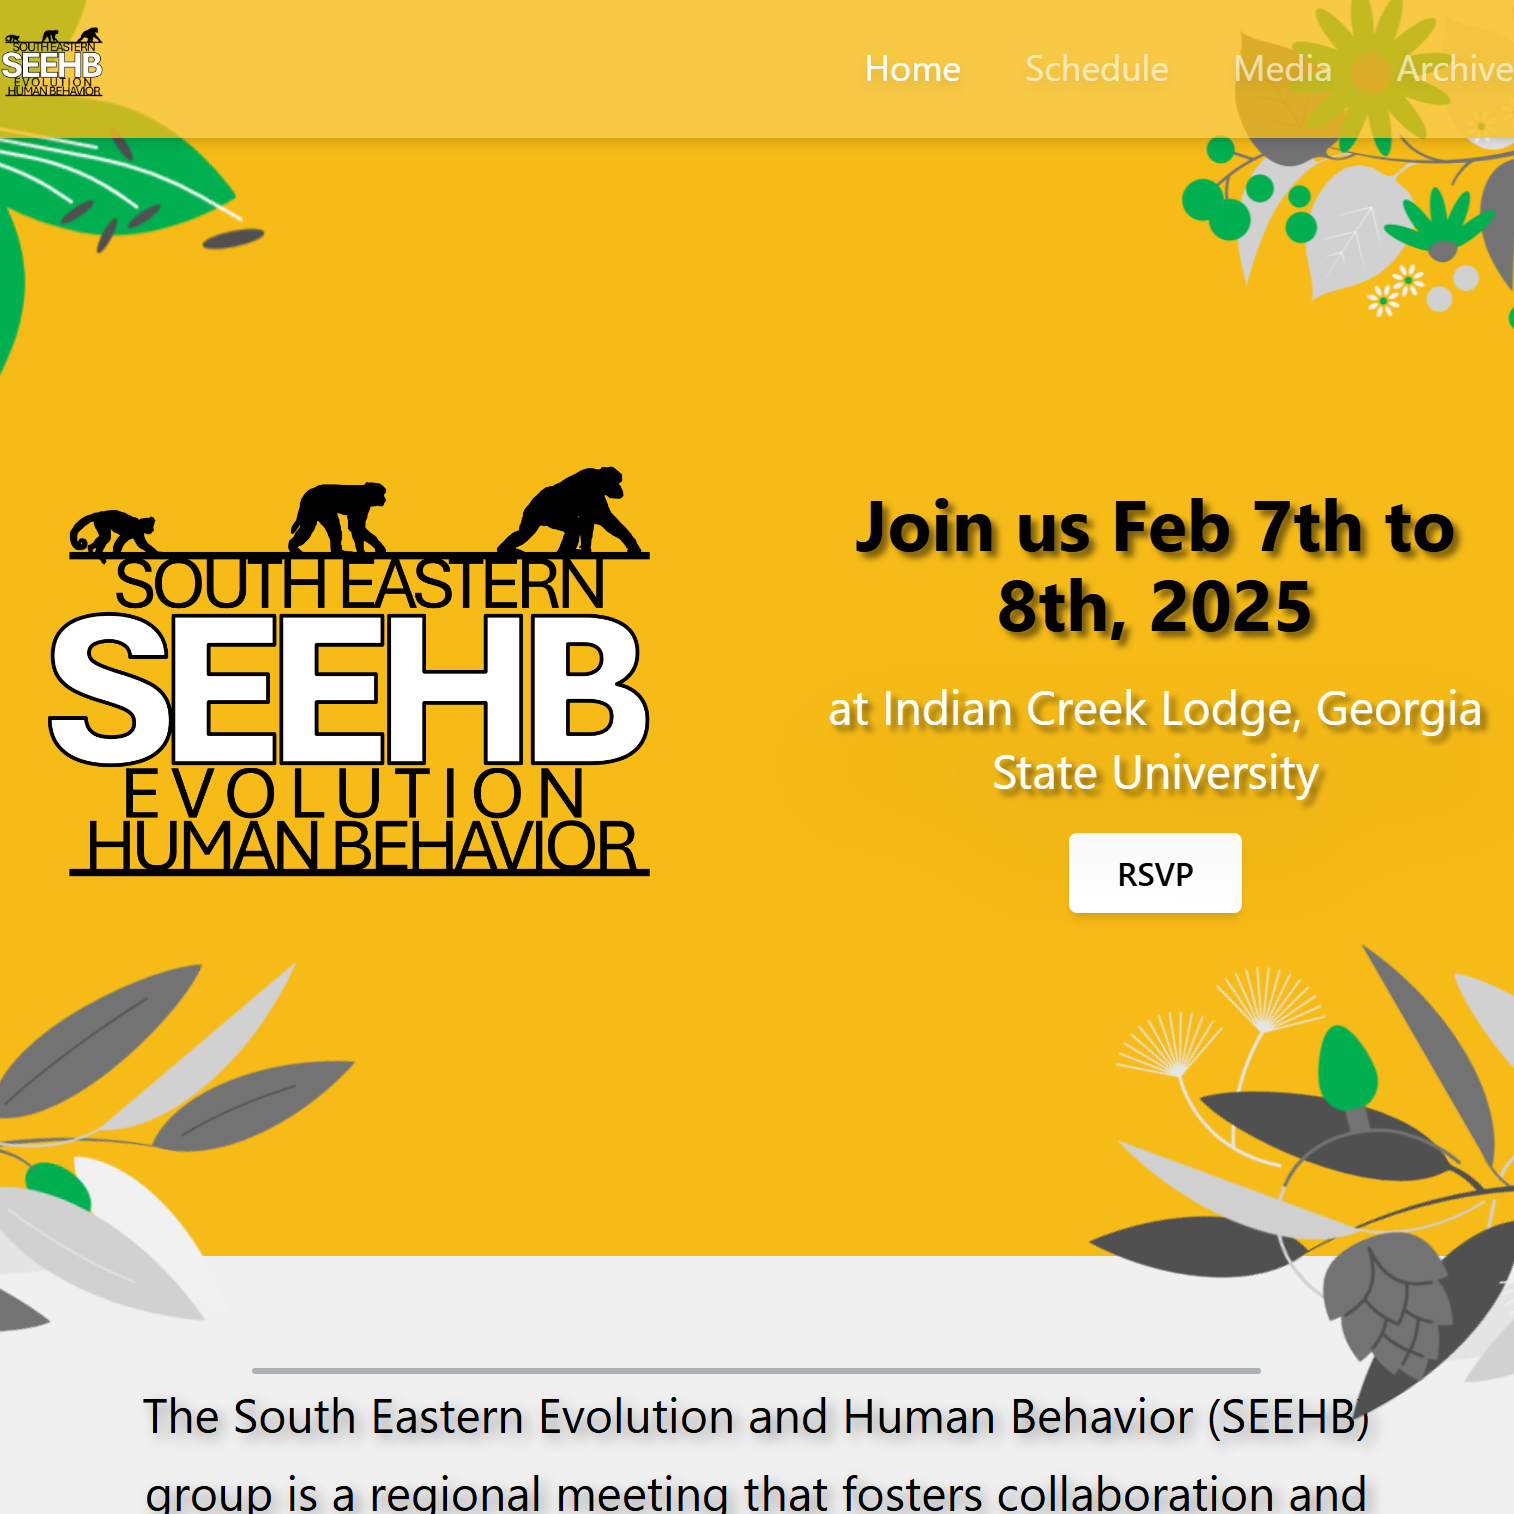 SOUTH EASTERN
SEEHB
EVOLUTION
HUMAN BEHAVIOR
Home Schedule Media Archive
SOUTH EASTERN
SEEHB
EVOLUTION
HUMAN BEHAVIOR
Join us Feb 7th to
8th, 2025
at Indian Creek Lodge, Georgia
State University
RSVP
The South Eastern Evolution and Human Behavior (SEEHB)
group is a regional meeting that fosters collaboration and